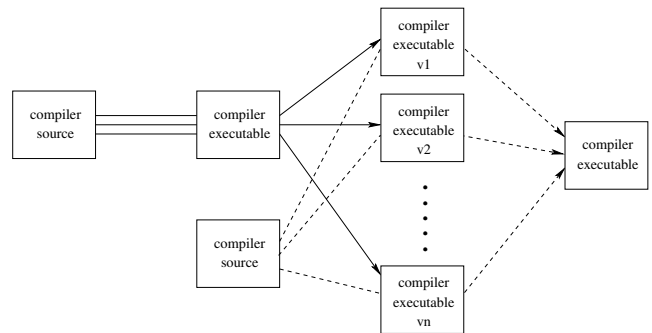 compiler
source
compiler
executable
compiler
source
compiler
executable
v1
compiler
executable
v2
compiler
executable
vn
compiler
executable